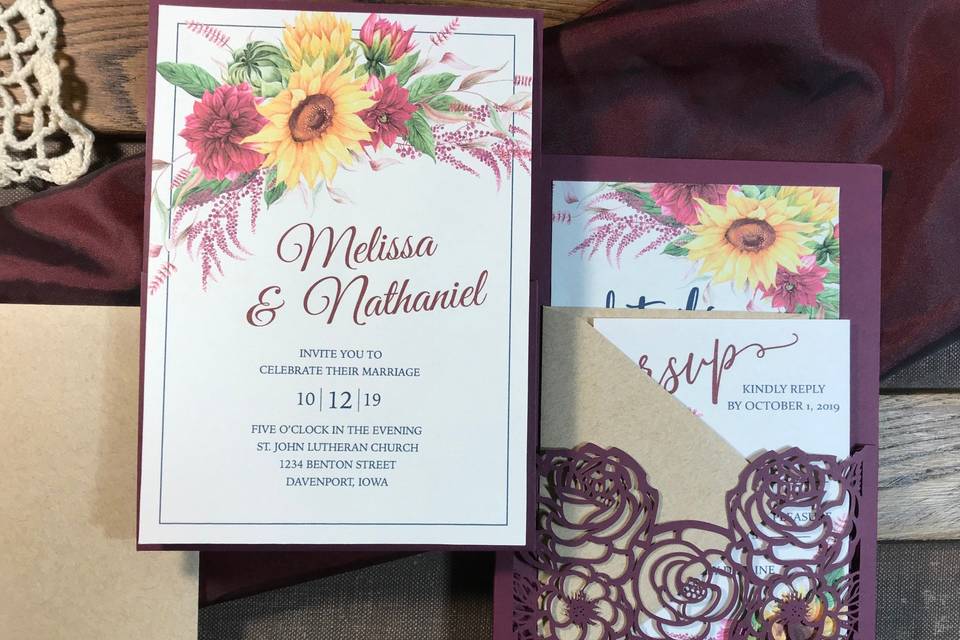 Melissa
& Nathaniel
INVITE YOU TO
CELEBRATE THEIR MARRIAGE
10 | 12 | 19
FIVE O'CLOCK IN THE EVENING
ST. JOHN LUTHERAN CHURCH
1234 BENTON STREET
DAVENPORT, IOWA
rsvp
KINDLY REPLY
BY OCTOBER 1, 2019